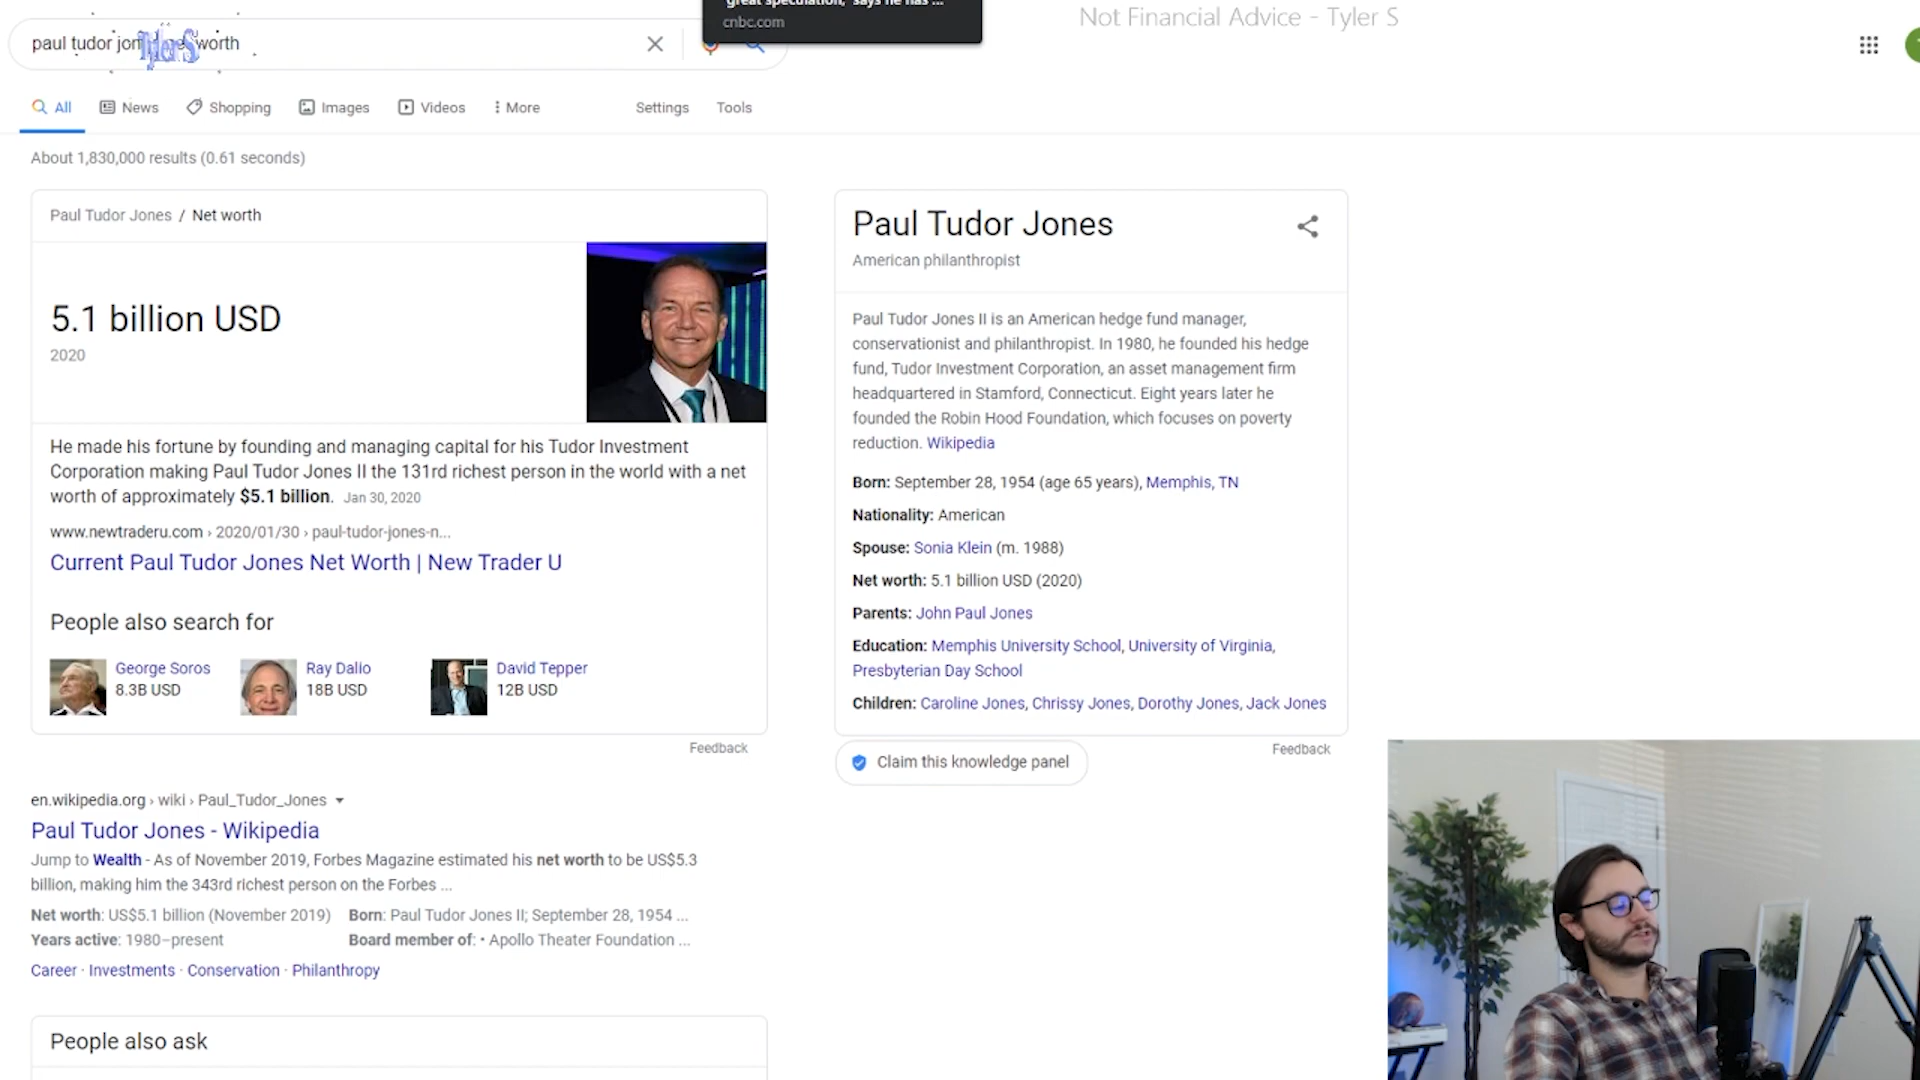 great speculation,' says he has ...
cnbc.com
Not Financial Advice - Tyler S
paul tudor jon worth
Tyler S
All
News
Shopping
Images
Videos
More
Settings
Tools
About 1,830,000 results (0.61 seconds)
Paul Tudor Jones / Net worth
5.1 billion USD
2020
He made his fortune by founding and managing capital for his Tudor Investment
Corporation making Paul Tudor Jones II the 131rd richest person in the world with a net
worth of approximately $5.1 billion. Jan 30, 2020
www.newtraderu.com › 2020/01/30 › paul-tudor-jones-n...
Current Paul Tudor Jones Net Worth | New Trader U
People also search for
George Soros
8.3B USD
Ray Dalio
18B USD
David Tepper
12B USD
Feedback
en.wikipedia.org › wiki › Paul_Tudor_Jones
Paul Tudor Jones - Wikipedia
Jump to Wealth - As of November 2019, Forbes Magazine estimated his net worth to be US$5.3
billion, making him the 343rd richest person on the Forbes ...
Net worth: US$5.1 billion (November 2019) Born: Paul Tudor Jones II; September 28, 1954 ...
Years active: 1980–present Board member of: • Apollo Theater Foundation ...
Career · Investments · Conservation · Philanthropy
People also ask
Paul Tudor Jones
American philanthropist
Paul Tudor Jones II is an American hedge fund manager,
conservationist and philanthropist. In 1980, he founded his hedge
fund, Tudor Investment Corporation, an asset management firm
headquartered in Stamford, Connecticut. Eight years later he
founded the Robin Hood Foundation, which focuses on poverty
reduction. Wikipedia
Born: September 28, 1954 (age 65 years), Memphis, TN
Nationality: American
Spouse: Sonia Klein (m. 1988)
Net worth: 5.1 billion USD (2020)
Parents: John Paul Jones
Education: Memphis University School, University of Virginia,
Presbyterian Day School
Children: Caroline Jones, Chrissy Jones, Dorothy Jones, Jack Jones
Claim this knowledge panel
Feedback